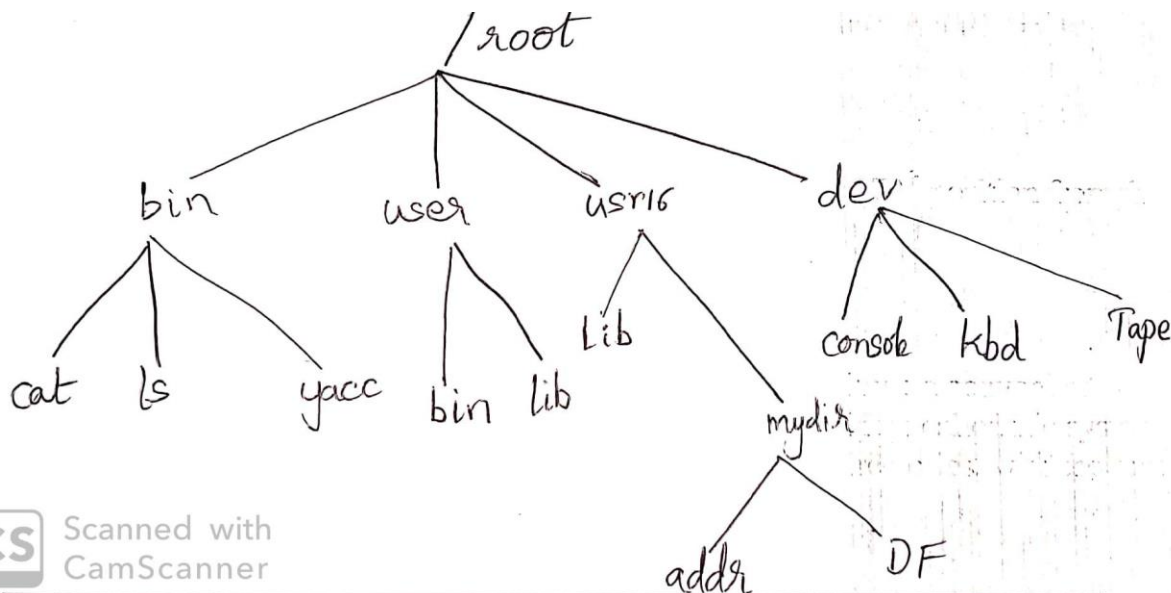 /root
bin user usr16 dev
cat ls yacc bin lib Lib mydir console kbd Tape
addr DF
CS Scanned with
CamScanner